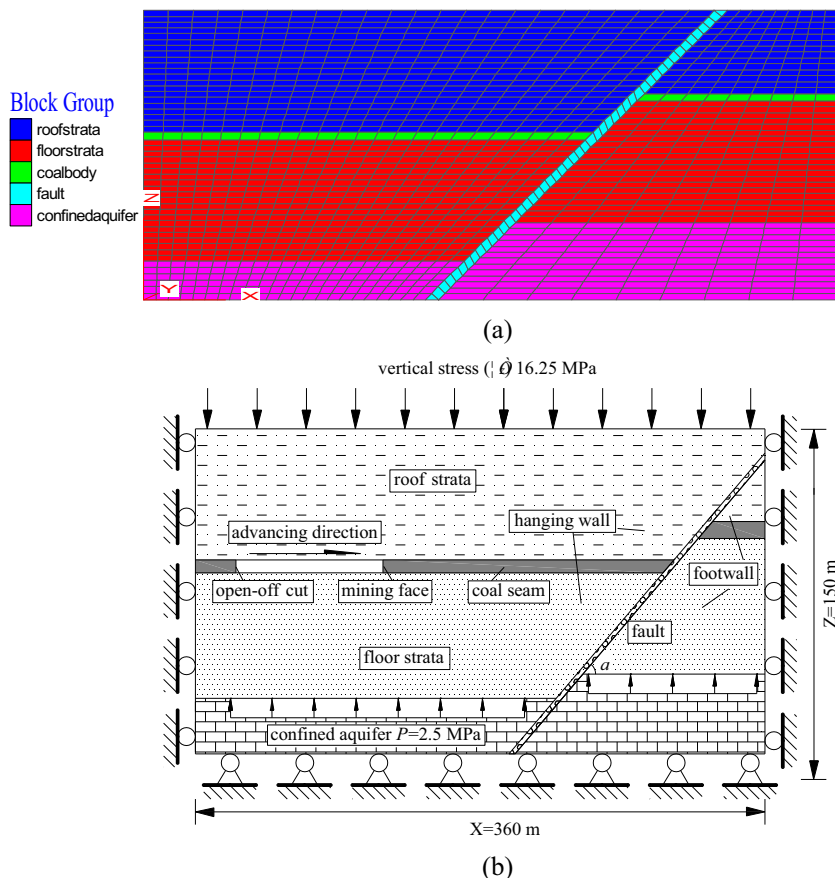 Block Group
roofstrata
floorstrata
coalbody
fault
confinedaquifer
Z
Y
X
(a)
vertical stress ( ) 16.25 MPa
roof strata
hanging wall
advancing direction
footwall
open-off cut
mining face
coal seam
fault
floor strata
a
Z=150 m
confined aquifer P=2.5 MPa
X=360 m
(b)